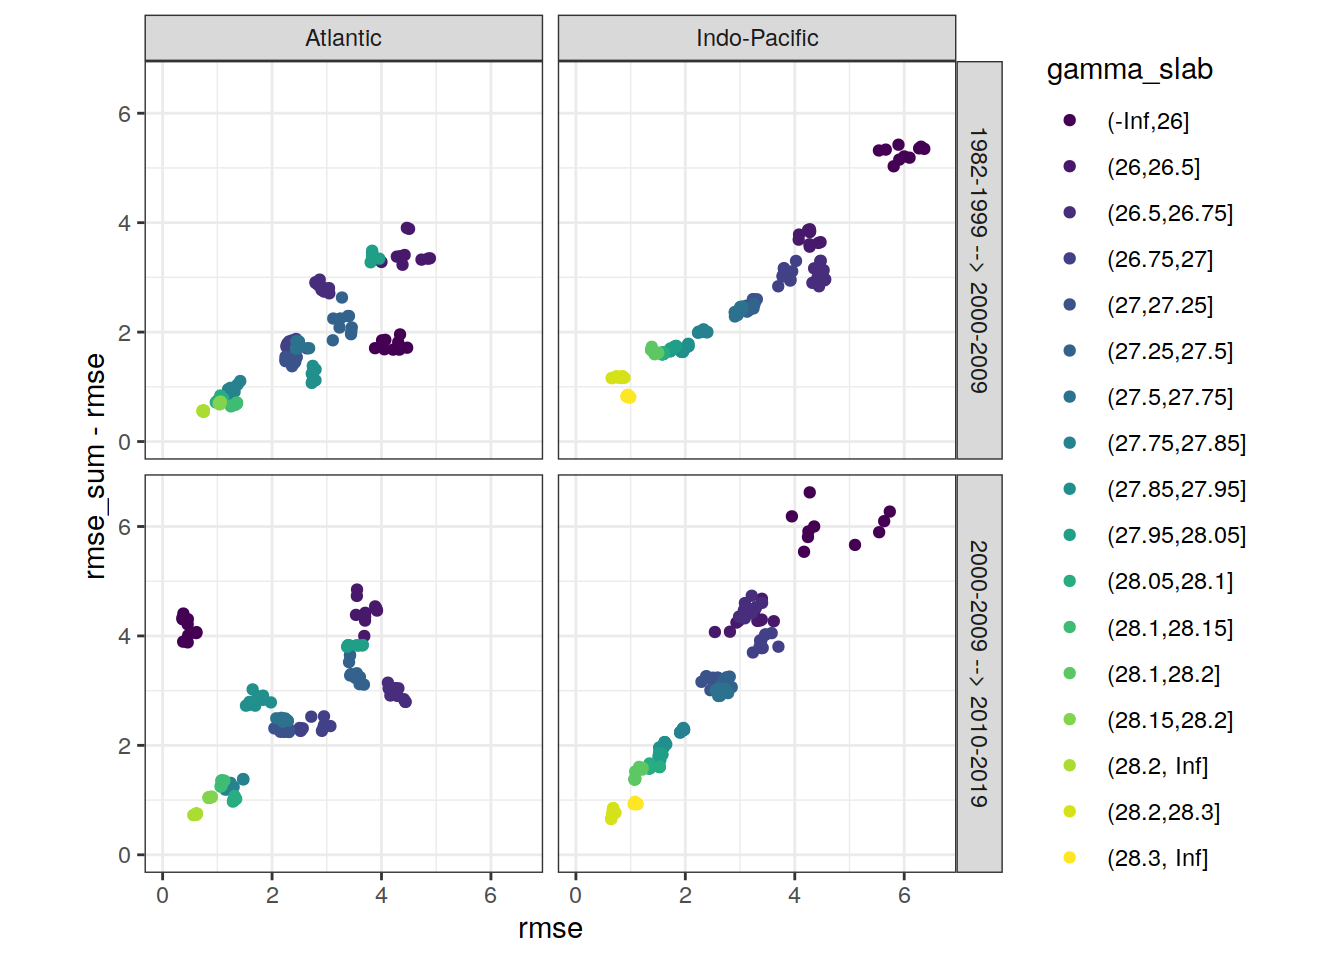 Atlantic
Indo-Pacific
6
4
2
0
1982-1999 --> 2000-2009
6
4
2
0
2000-2009 --> 2010-2019
0 2 4 6
0 2 4 6
rmse
rmse_sum - rmse
gamma_slab
(-Inf,26]
(26,26.5]
(26.5,26.75]
(26.75,27]
(27,27.25]
(27.25,27.5]
(27.5,27.75]
(27.75,27.85]
(27.85,27.95]
(27.95,28.05]
(28.05,28.1]
(28.1,28.15]
(28.1,28.2]
(28.15,28.2]
(28.2, Inf]
(28.2,28.3]
(28.3, Inf]